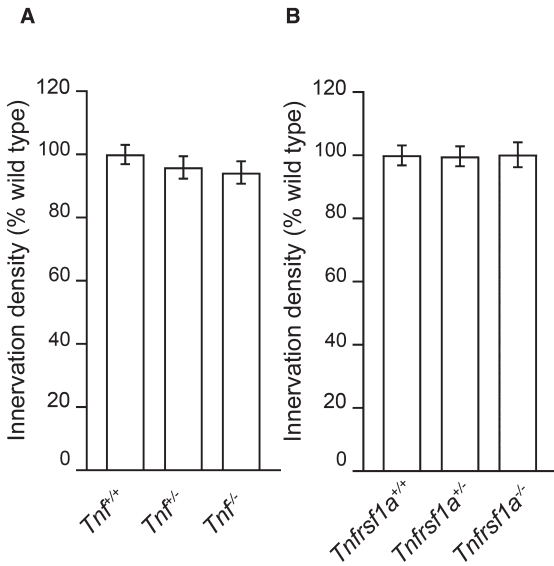 A
Innervation density (% wild type)
120
100
80
60
40
20
0
Tnf+/+
Tnf+/-
Tnf-/-
B
Innervation density (% wild type)
120
100
80
60
40
20
0
Tnfrsf1a+/+
Tnfrsf1a+/-
Tnfrsf1a-/-